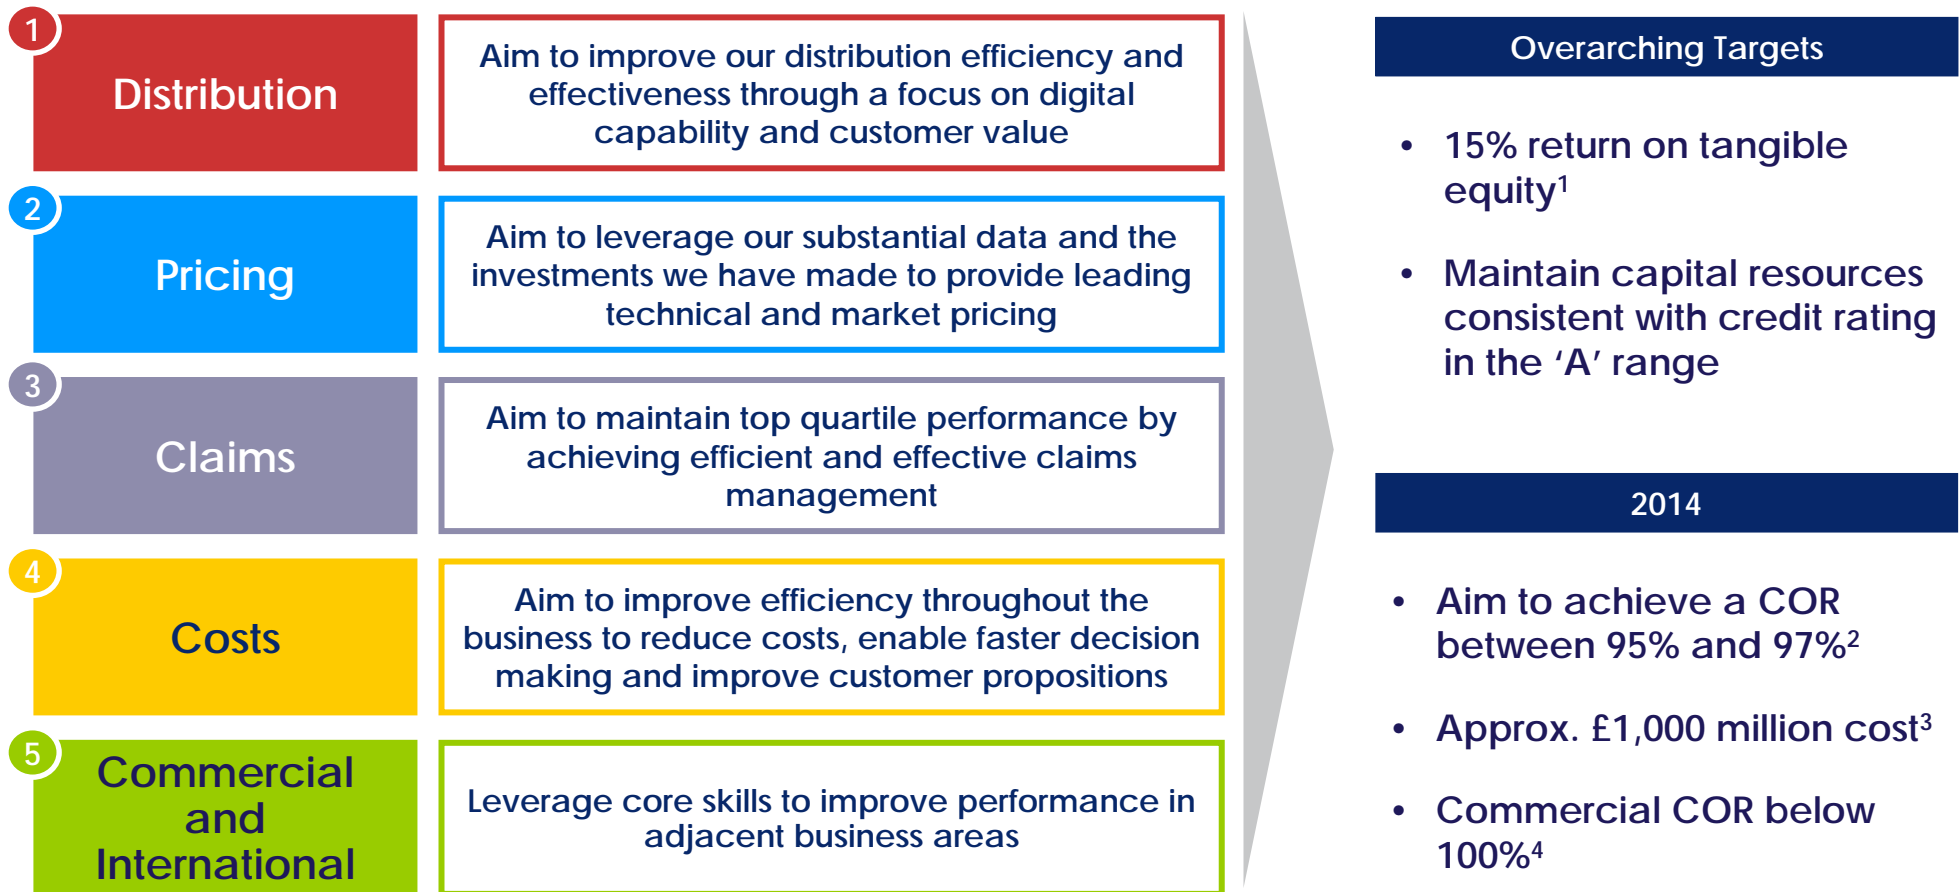 1
Distribution
Aim to improve our distribution efficiency and
effectiveness through a focus on digital
capability and customer value
2
Pricing
Aim to leverage our substantial data and the
investments we have made to provide leading
technical and market pricing
3
Claims
Aim to maintain top quartile performance by
achieving efficient and effective claims
management
4
Costs
Aim to improve efficiency throughout the
business to reduce costs, enable faster decision
making and improve customer propositions
5
Commercial
and
International
Leverage core skills to improve performance in
adjacent business areas
Overarching Targets
• 15% return on tangible
equity¹
• Maintain capital resources
consistent with credit rating
in the ‘A’ range
2014
• Aim to achieve a COR
between 95% and 97%²
• Approx. £1,000 million cost³
• Commercial COR below
100%⁴